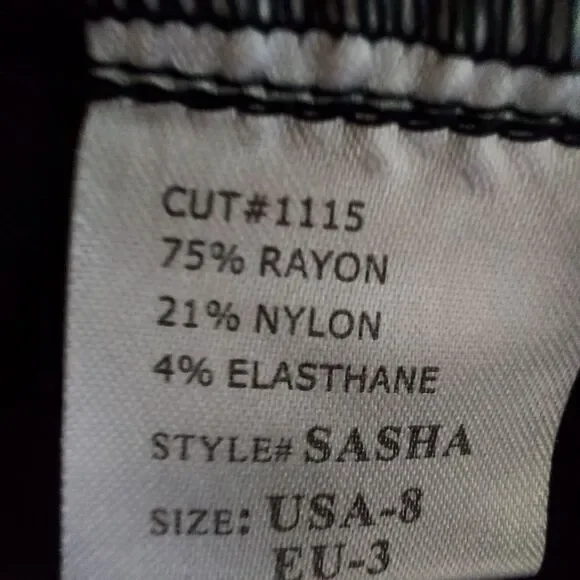 CUT#1115
75% RAYON
21% NYLON
4% ELASTHANE
STYLE# SASHA
SIZE: USA-8
EU-3